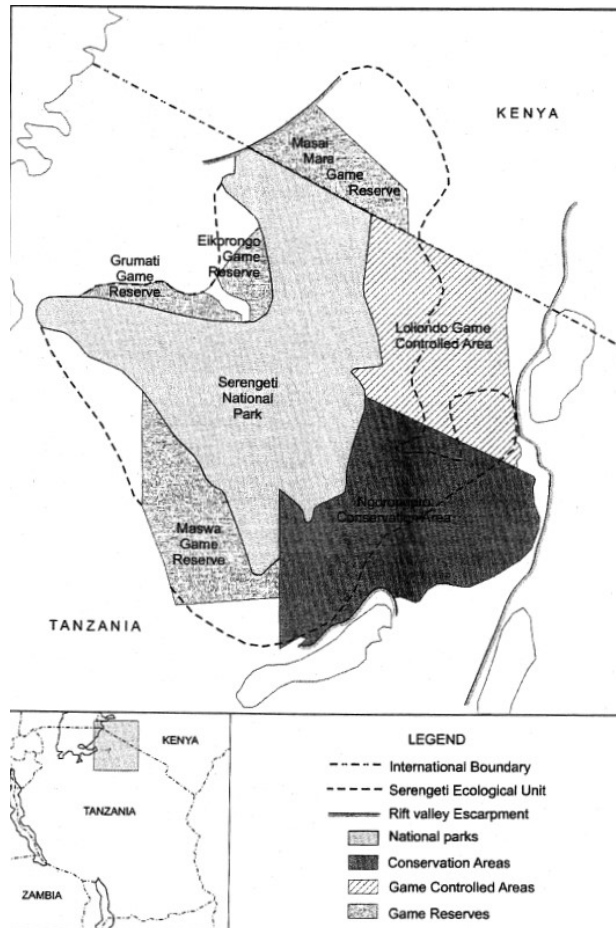 KENYA
Masai
Mara
Game
Reserve
Eikorongo
Game
Reserve
Grumati
Game
Reserve
Loliondo Game
Controlled Area
Serengeti
National
Park
Ngorongoro
Conservation Area
Maswa
Game
Reserve
TANZANIA
KENYA
TANZANIA
ZAMBIA
LEGEND
International Boundary
Serengeti Ecological Unit
Rift valley Escarpment
National parks
Conservation Areas
Game Controlled Areas
Game Reserves